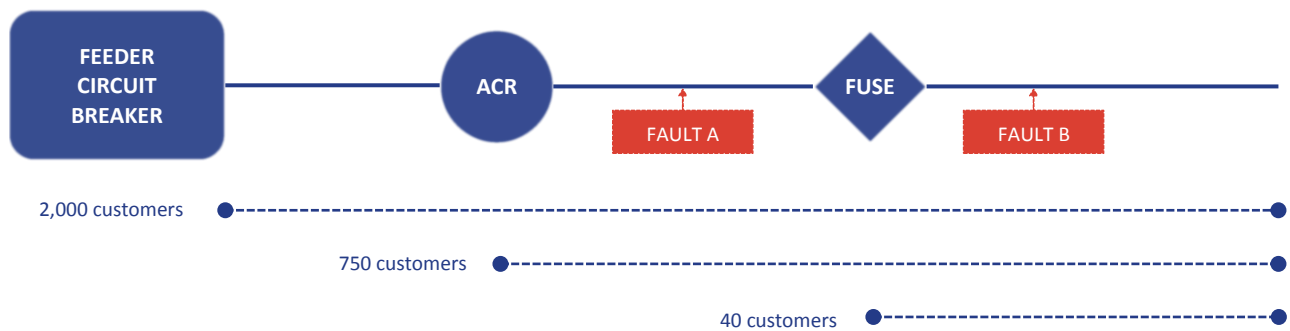 FEEDER
CIRCUIT
BREAKER
ACR
FUSE
FAULT A
FAULT B
2,000 customers
750 customers
40 customers